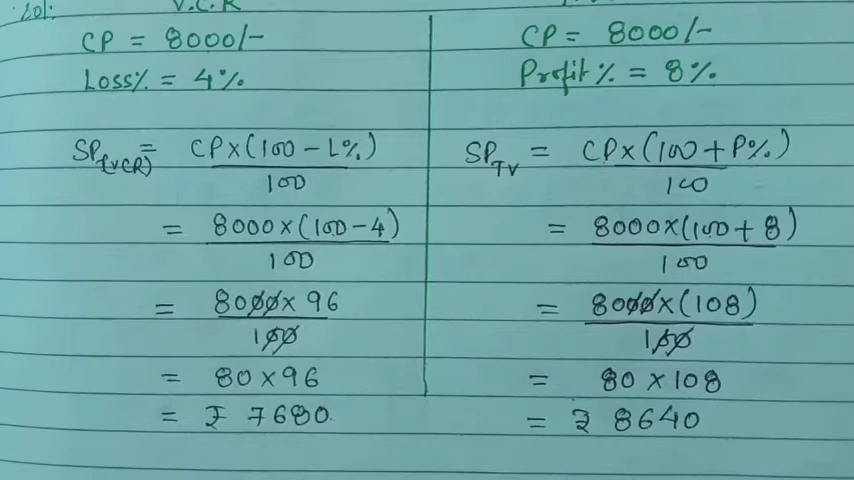 Sol:
V.C.R
CP = 8000/-
Loss% = 4%
SP(VCR) = CP×(100-L%)
100
= 8000×(100-4)
100
= 8000×96
100
= 80×96
= ₹ 7680
CP = 8000/-
Profit% = 8%
SPTV = CP×(100+P%)
100
= 8000×(100+8)
100
= 8000×(108)
100
= 80×108
= ₹ 8640